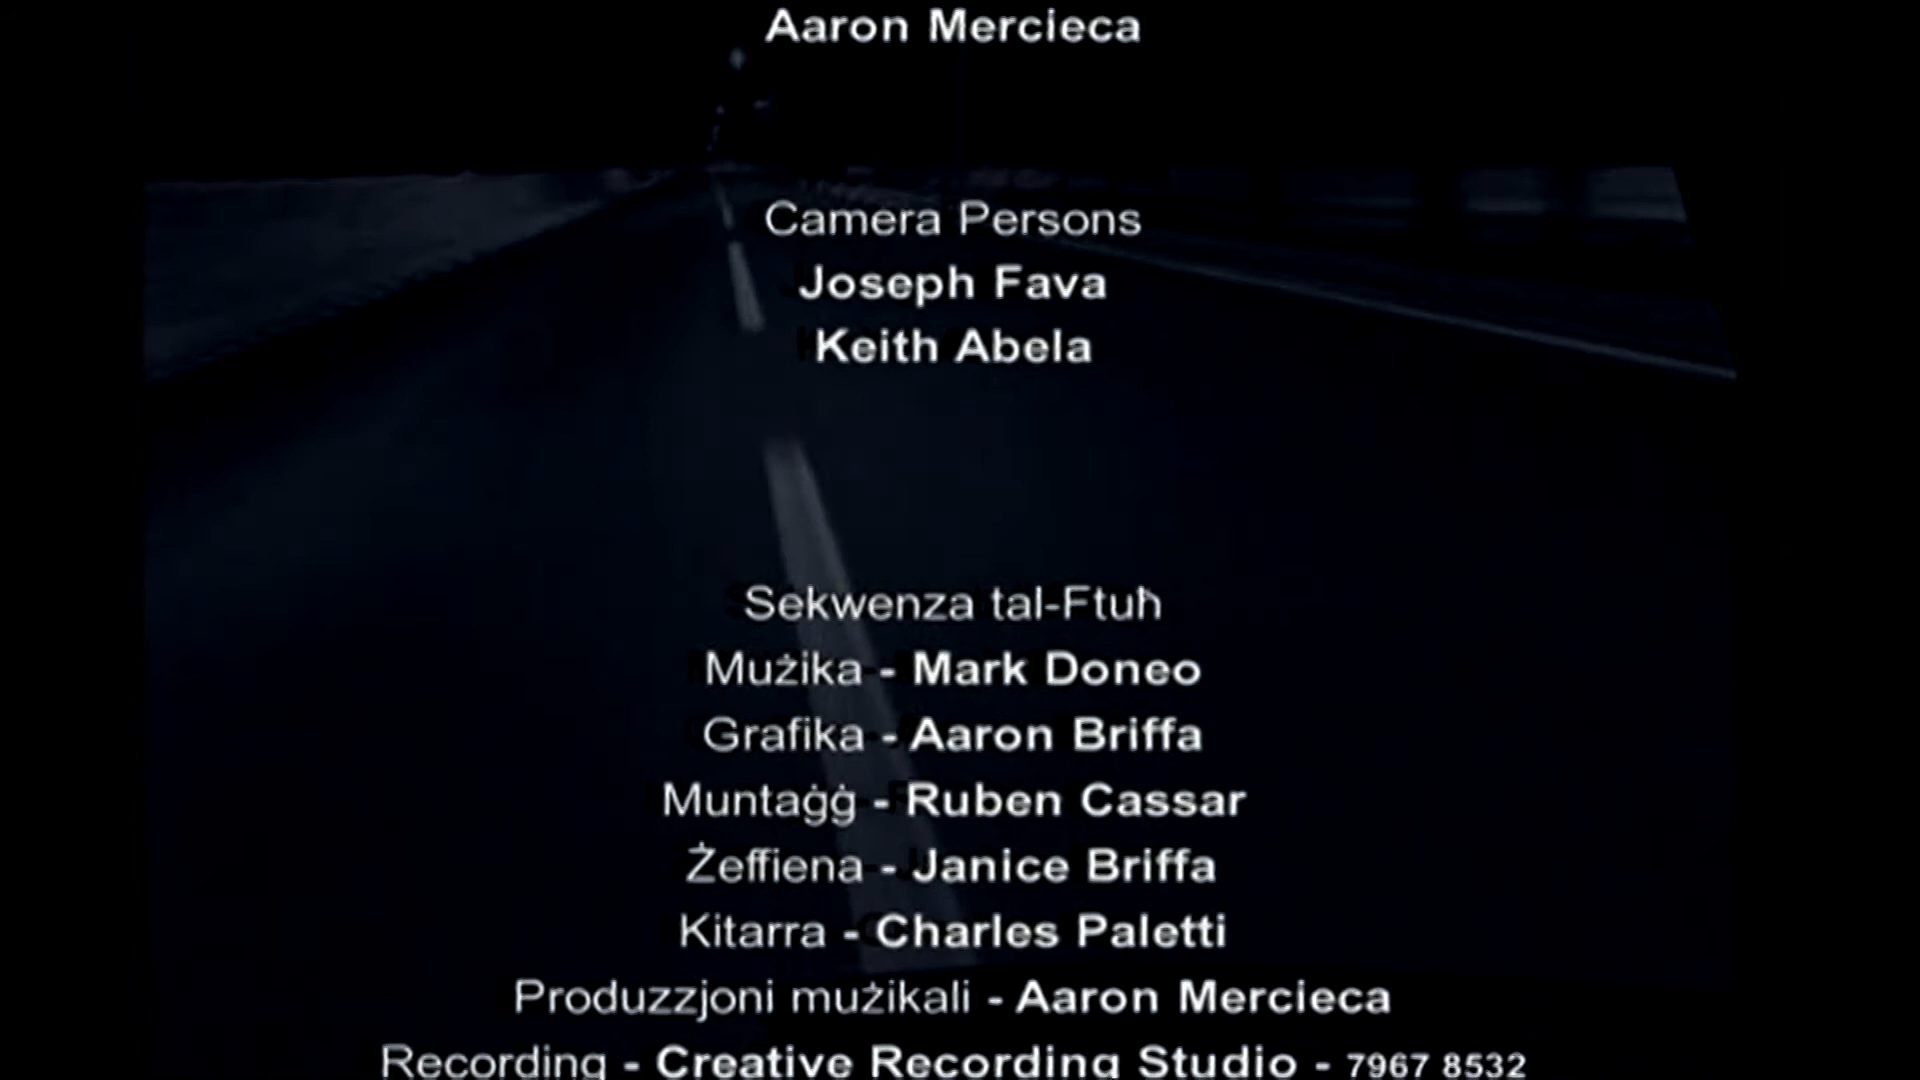 Aaron Mercieca
Camera Persons
Joseph Fava
Keith Abela
Sekwenza tal-Ftuħ
Mużika - Mark Doneo
Grafika - Aaron Briffa
Muntaġġ - Ruben Cassar
Żeffiena - Janice Briffa
Kitarra - Charles Paletti
Produzzjoni mużikali - Aaron Mercieca
Recording - Creative Recording Studio - 7967 8532